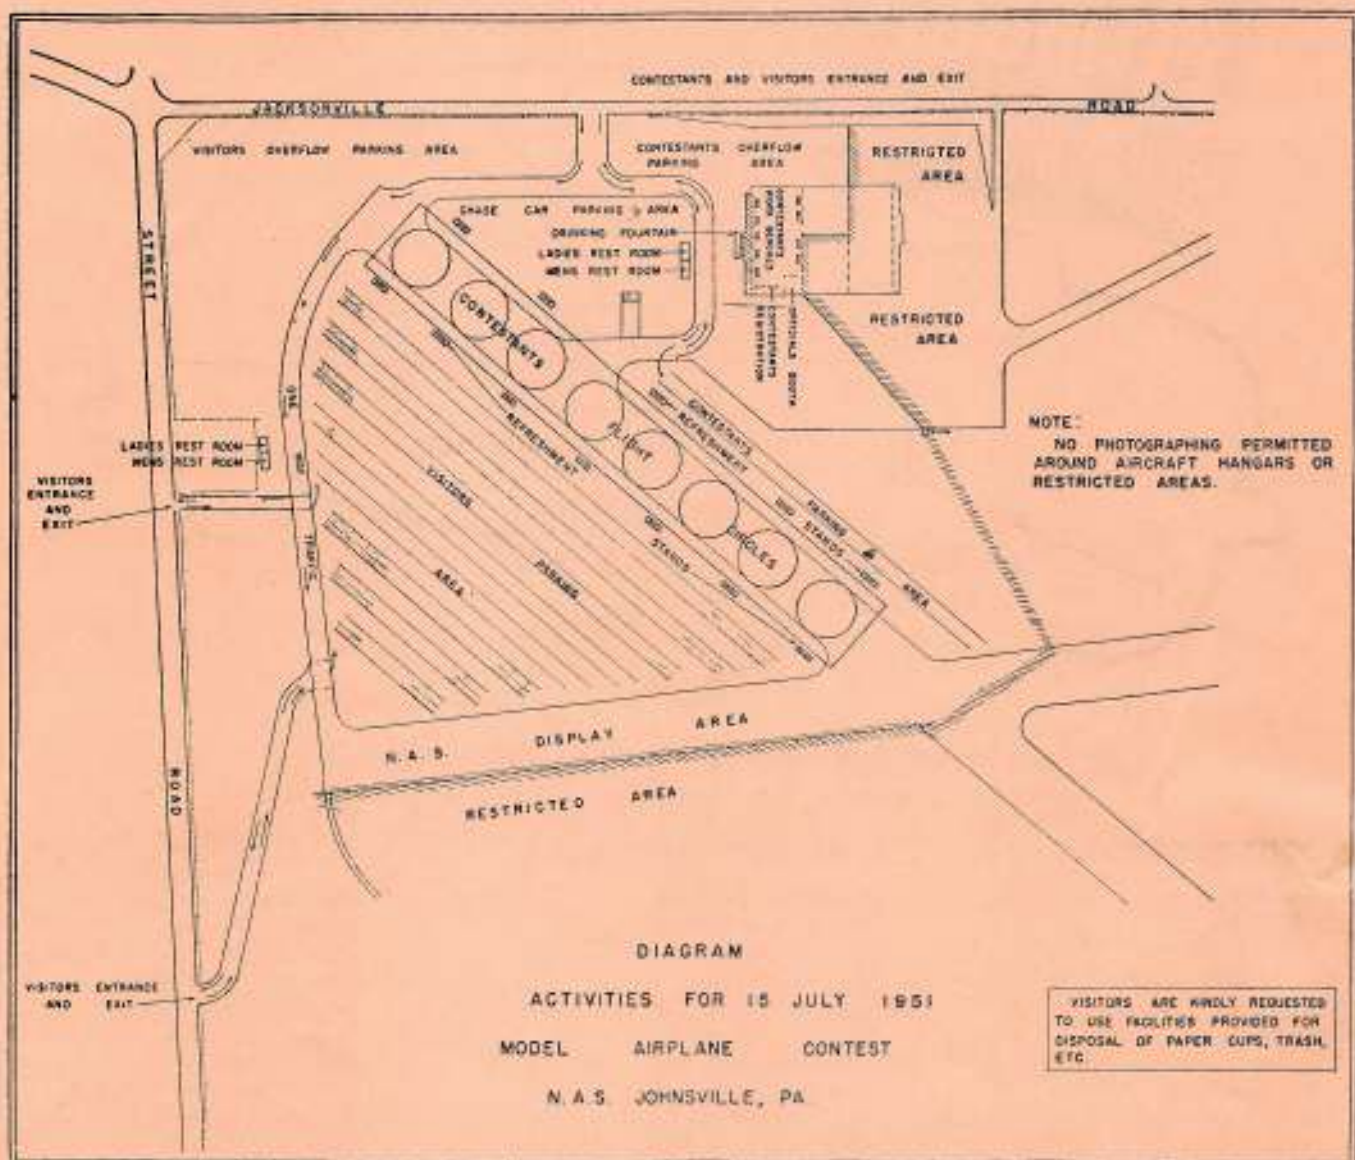 CONTESTANTS AND VISITORS ENTRANCE AND EXIT
JACKSONVILLE
ROAD
VISITORS OVERFLOW PARKING AREA
CONTESTANTS OVERFLOW
PARKING AREA
RESTRICTED
AREA
CHASE CAR PARKING AREA
DRINKING FOUNTAIN
LADIES REST ROOM
MENS REST ROOM
CONTESTANTS
OFFICIALS BOOTH
CONTESTANTS
REGISTRATION
RESTRICTED
AREA
STREET
ROAD
CONTESTANTS
FLIGHT
CIRCLES
REFRESHMENT
STANDS
CONTESTANTS
PARKING
AREA
REFRESHMENT
STANDS
ONE
WAY
TRAFFIC
VISITORS
PARKING
AREA
LADIES REST ROOM
MENS REST ROOM
VISITORS
ENTRANCE
AND
EXIT
NOTE:
NO PHOTOGRAPHING PERMITTED
AROUND AIRCRAFT HANGARS OR
RESTRICTED AREAS.
N.A.S. DISPLAY AREA
RESTRICTED AREA
VISITORS ENTRANCE
AND EXIT
DIAGRAM
ACTIVITIES FOR 15 JULY 1951
MODEL AIRPLANE CONTEST
N.A.S. JOHNSVILLE, PA
VISITORS ARE KINDLY REQUESTED
TO USE FACILITIES PROVIDED FOR
DISPOSAL OF PAPER CUPS, TRASH,
ETC